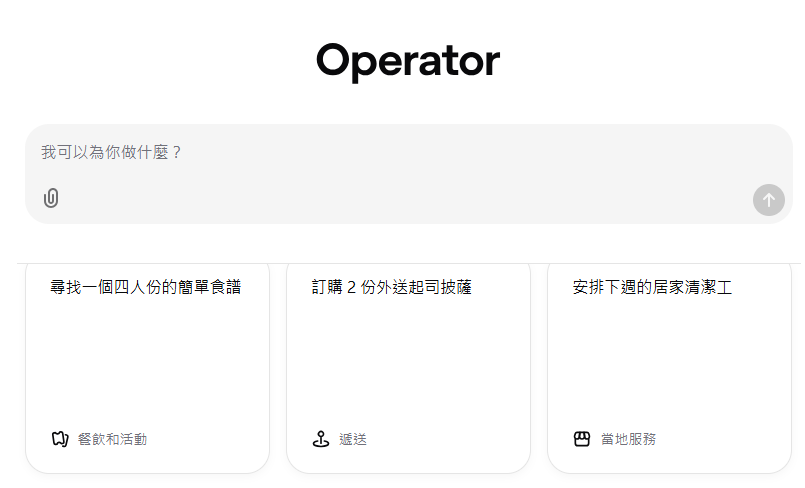 Operator
我可以為你做什麼？
尋找一個四人份的簡單食譜
訂購 2 份外送起司披薩
安排下週的居家清潔工
餐飲和活動
遞送
當地服務